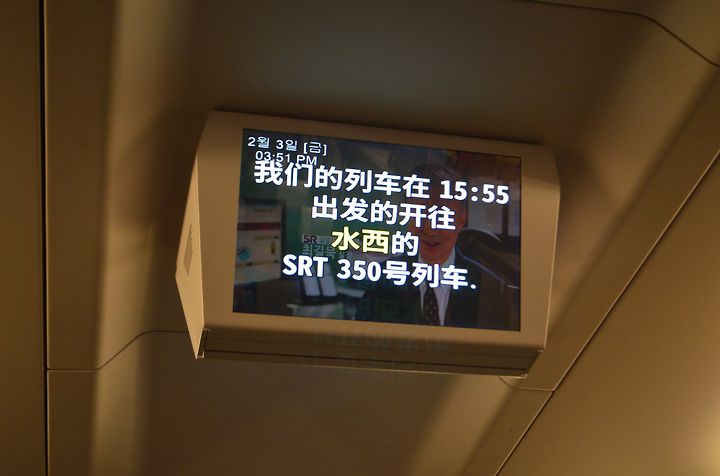 2월 3일 [금]
03:51 PM
我们的列车在 15:55
出发的开往
水西的
SRT 350号列车.
SR